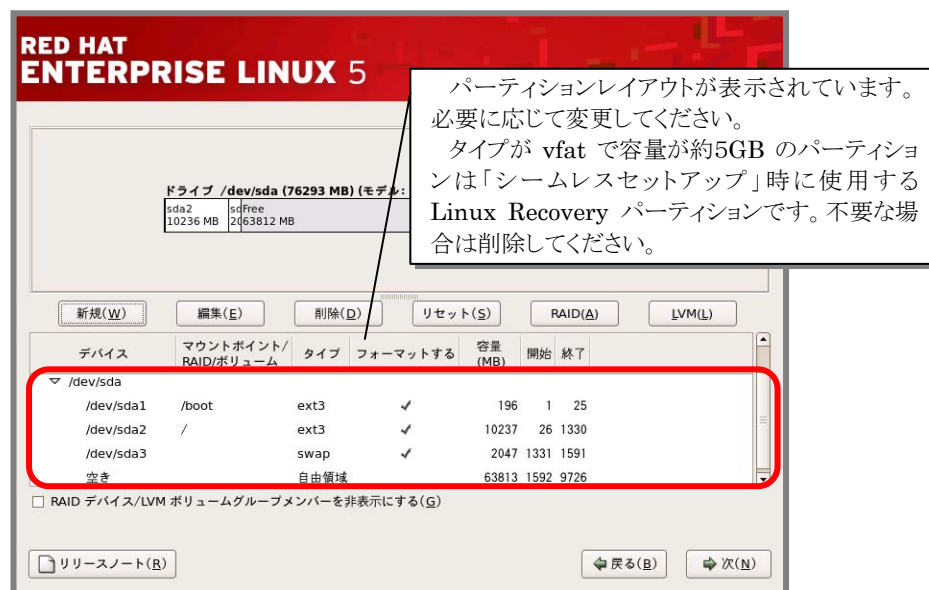 RED HAT
ENTERPRISE LINUX 5
パーティションレイアウトが表示されています。
必要に応じて変更してください。
タイプが vfat で容量が約5GB のパーティショ
ンは「シームレスセットアップ」時に使用する
Linux Recovery パーティションです。不要な場
合は削除してください。
ドライブ /dev/sda (76293 MB) (モデル:
sda2 sd Free
10236 MB 20 63812 MB
新規(W) 編集(E) 削除(D) リセット(S) RAID(A) LVM(L)
デバイス マウントポイント/ RAID/ボリューム タイプ フォーマットする 容量 (MB) 開始 終了
▽ /dev/sda
/dev/sda1 /boot ext3 ✓ 196 1 25
/dev/sda2 / ext3 ✓ 10237 26 1330
/dev/sda3 swap ✓ 2047 1331 1591
空き 自由領域 63813 1592 9726
RAID デバイス/LVM ボリュームグループメンバーを非表示にする(G)
リリースノート(R) 戻る(B) 次(N)